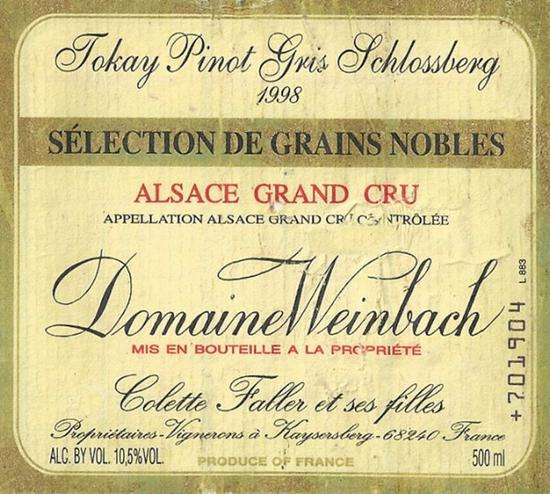 Tokay Pinot Gris Schlossberg
1998
SÉLECTION DE GRAINS NOBLES
ALSACE GRAND CRU
APPELLATION ALSACE GRAND CRU CONTRÔLÉE
Domaine Weinbach
MIS EN BOUTEILLE A LA PROPRIÉTÉ
Colette Faller et ses filles
Propriétaires-Vignerons à Kaysersberg-68240 France
ALC. BY VOL. 10,5%VOL.
PRODUCE OF FRANCE
500 ml
+701904
L 883